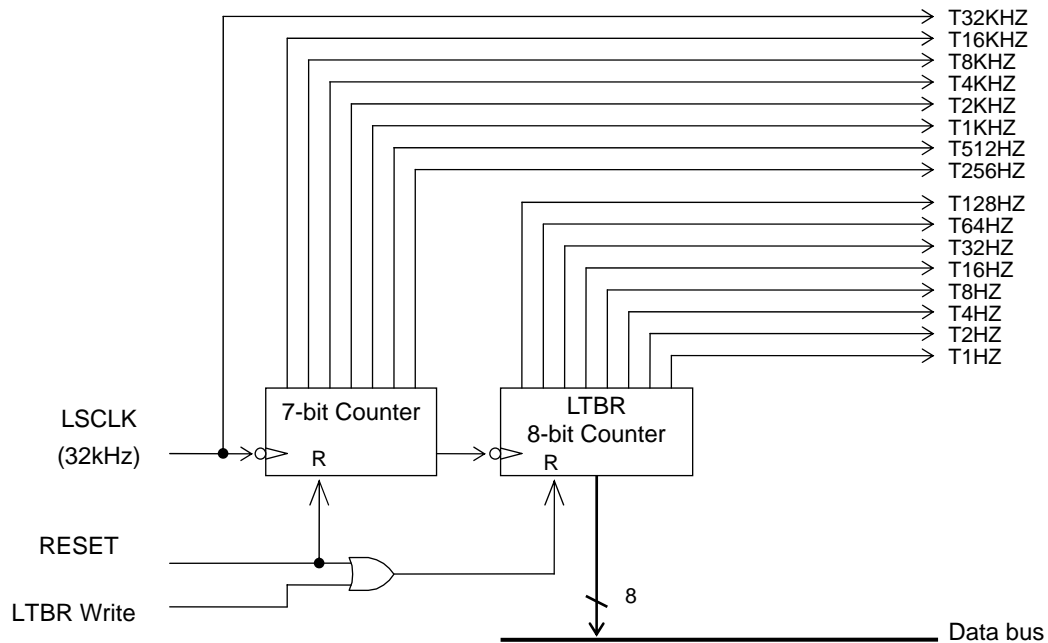 T32KHZ
T16KHZ
T8KHZ
T4KHZ
T2KHZ
T1KHZ
T512HZ
T256HZ
T128HZ
T64HZ
T32HZ
T16HZ
T8HZ
T4HZ
T2HZ
T1HZ
LSCLK
(32kHz)
7-bit Counter
R
LTBR
8-bit Counter
R
RESET
LTBR Write
8
Data bus